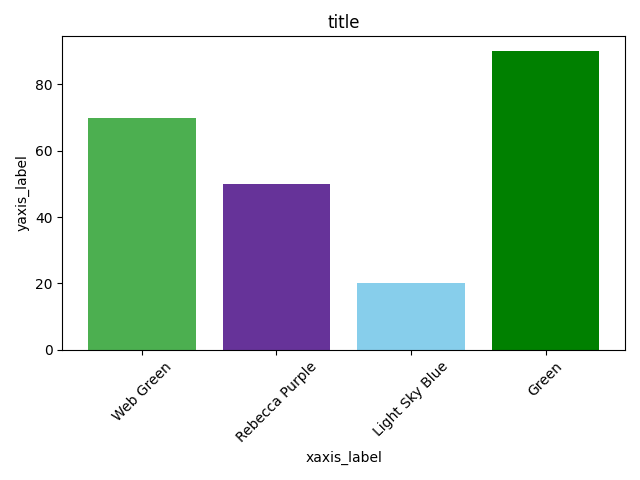 title
yaxis_label
80
60
40
20
0
Web Green
Rebecca Purple
Light Sky Blue
Green
xaxis_label